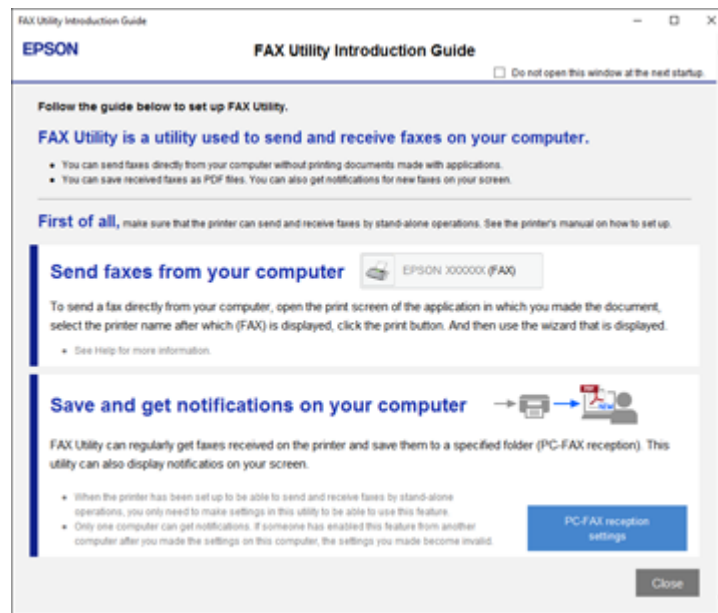 FAX Utility Introduction Guide
EPSON
FAX Utility Introduction Guide
Do not open this window at the next startup.
Follow the guide below to set up FAX Utility.
FAX Utility is a utility used to send and receive faxes on your computer.
• You can send faxes directly from your computer without printing documents made with applications.
• You can save received faxes as PDF files. You can also get notifications for new faxes on your screen.
First of all, make sure that the printer can send and receive faxes by stand-alone operations. See the printer's manual on how to set up.
Send faxes from your computer
EPSON XXXXXX (FAX)
To send a fax directly from your computer, open the print screen of the application in which you made the document,
select the printer name after which (FAX) is displayed, click the print button. And then use the wizard that is displayed.
• See Help for more information.
Save and get notifications on your computer
PDF
NEW
FAX Utility can regularly get faxes received on the printer and save them to a specified folder (PC-FAX reception). This
utility can also display notificatios on your screen.
• When the printer has been set up to be able to send and receive faxes by stand-alone
operations, you only need to make settings in this utility to be able to use this feature.
• Only one computer can get notifications. If someone has enabled this feature from another
computer after you made the settings on this computer, the settings you made become invalid.
PC-FAX reception
settings
Close